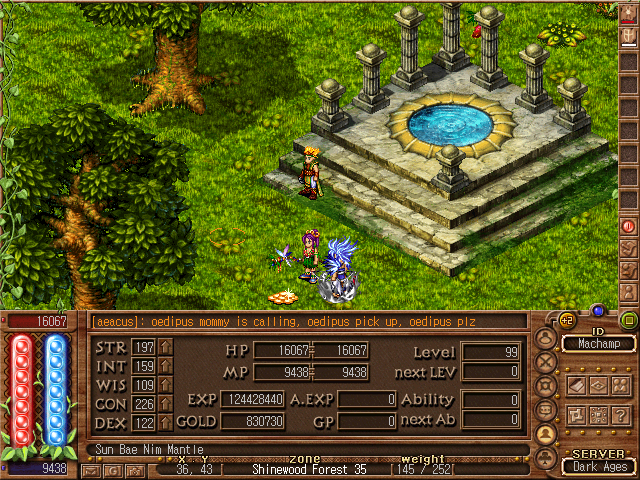 16067 [aeacus]: oedipus mommy is calling, oedipus pick up, oedipus plz +2
ID
Machamp
STR 197 HP 16067 16067 Level 99
INT 159 MP 9438 9438 next LEV 0
WIS 109
CON 226 EXP 124428440 A.EXP 0 Ability 0
DEX 122 GOLD 830730 GP 0 next Ab 0
Sun Bae Nim Mantle
X Y zone weight SERVER
9438 G 36, 43 [ Shinewood Forest 35 [145 / 252[ Dark Ages